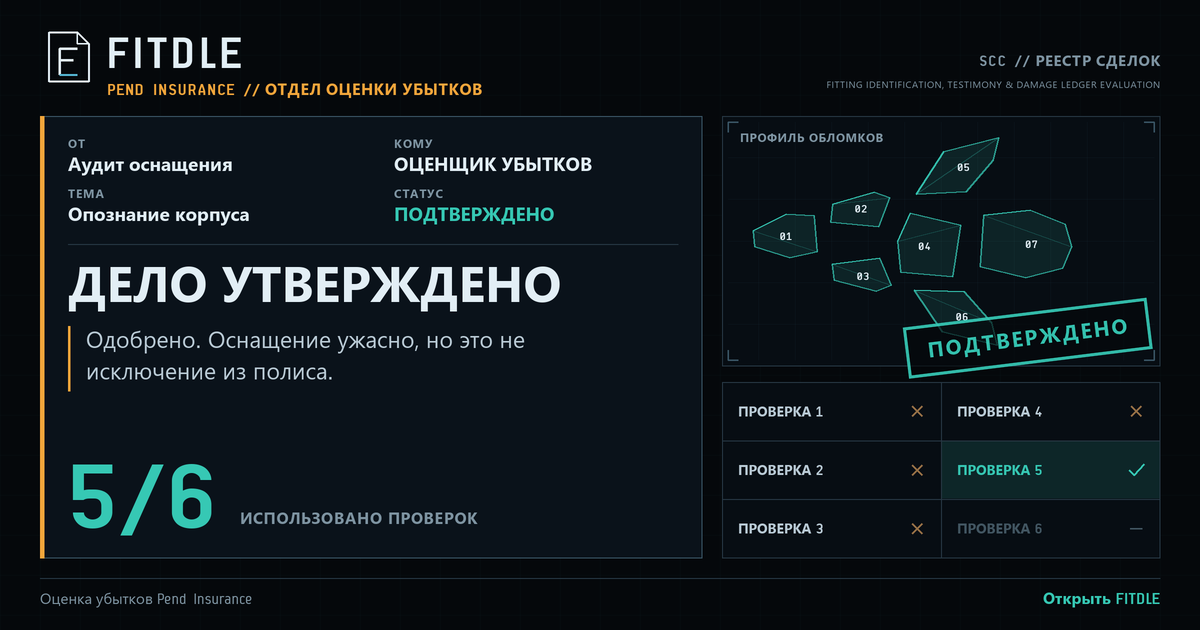 FITDLE
PEND INSURANCE // ОТДЕЛ ОЦЕНКИ УБЫТКОВ
SCC // РЕЕСТР СДЕЛОК
FITTING IDENTIFICATION, TESTIMONY & DAMAGE LEDGER EVALUATION
ОТ
Аудит оснащения
КОМУ
ОЦЕНЩИК УБЫТКОВ
ТЕМА
Опознание корпуса
СТАТУС
ПОДТВЕРЖДЕНО
ДЕЛО УТВЕРЖДЕНО
Одобрено. Оснащение ужасно, но это не
исключение из полиса.
5/6
ИСПОЛЬЗОВАНО ПРОВЕРОК
ПРОФИЛЬ ОБЛОМКОВ
05
02
01
04
07
03
06
ПОДТВЕРЖДЕНО
ПРОВЕРКА 1
ПРОВЕРКА 4
ПРОВЕРКА 2
ПРОВЕРКА 5
ПРОВЕРКА 3
ПРОВЕРКА 6
Оценка убытков Pend Insurance
Открыть FITDLE